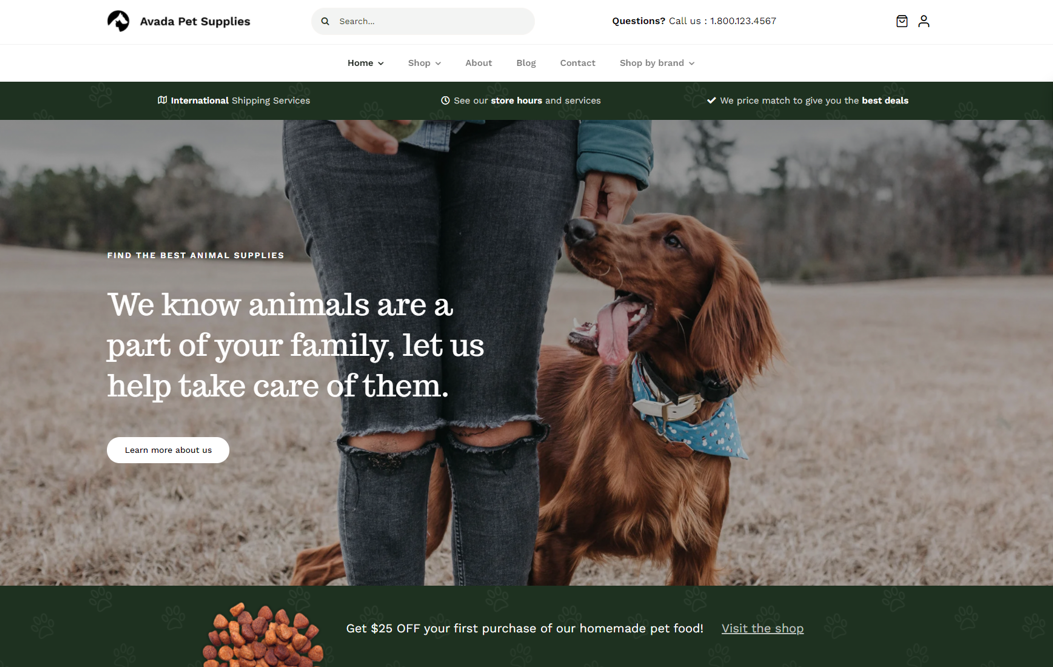 Avada Pet Supplies
Search...
Questions? Call us : 1.800.123.4567
Home Shop About Blog Contact Shop by brand
International Shipping Services
See our store hours and services
We price match to give you the best deals
FIND THE BEST ANIMAL SUPPLIES
We know animals are a
part of your family, let us
help take care of them.
Learn more about us
Get $25 OFF your first purchase of our homemade pet food! Visit the shop